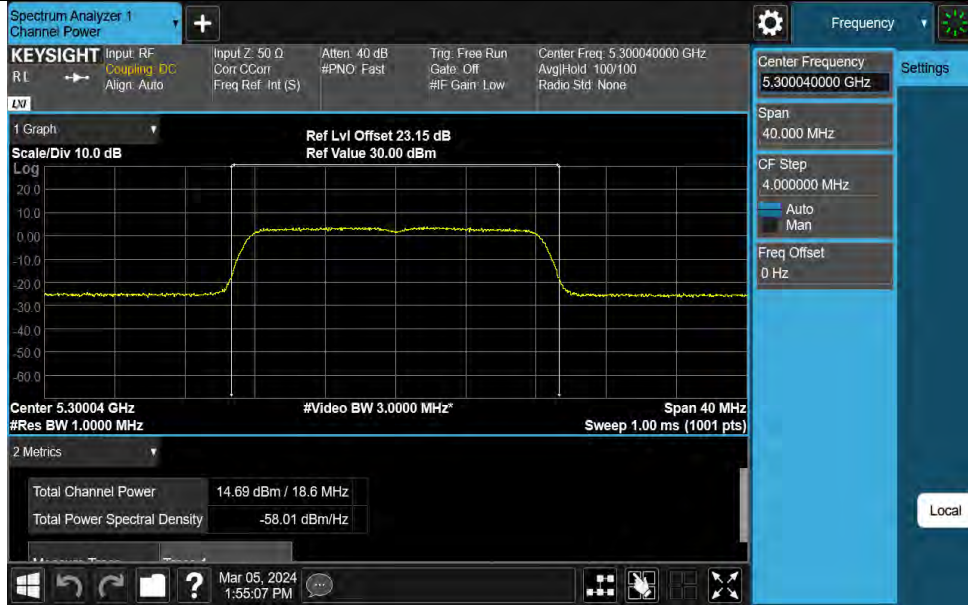 Spectrum Analyzer 1
Channel Power
Frequency
KEYSIGHT
RL
LXI
Input: RF
Coupling: DC
Align: Auto
Input Z: 50 Ω
Corr CCorr
Freq Ref: Int (S)
Atten: 40 dB
#PNO: Fast
Trig: Free Run
Gate: Off
#IF Gain: Low
Center Freq: 5.300040000 GHz
Avg|Hold: 100/100
Radio Std: None
Center Frequency
5.300040000 GHz
Settings
Span
40.000 MHz
CF Step
4.000000 MHz
Auto
Man
Freq Offset
0 Hz
Local
1 Graph
Scale/Div 10.0 dB
Ref Lvl Offset 23.15 dB
Ref Value 30.00 dBm
Log
20.0
10.0
0.00
-10.0
-20.0
-30.0
-40.0
-50.0
-60.0
Center 5.30004 GHz
#Res BW 1.0000 MHz
#Video BW 3.0000 MHz*
Span 40 MHz
Sweep 1.00 ms (1001 pts)
2 Metrics
Total Channel Power 14.69 dBm / 18.6 MHz
Total Power Spectral Density -58.01 dBm/Hz
?
Mar 05, 2024
1:55:07 PM